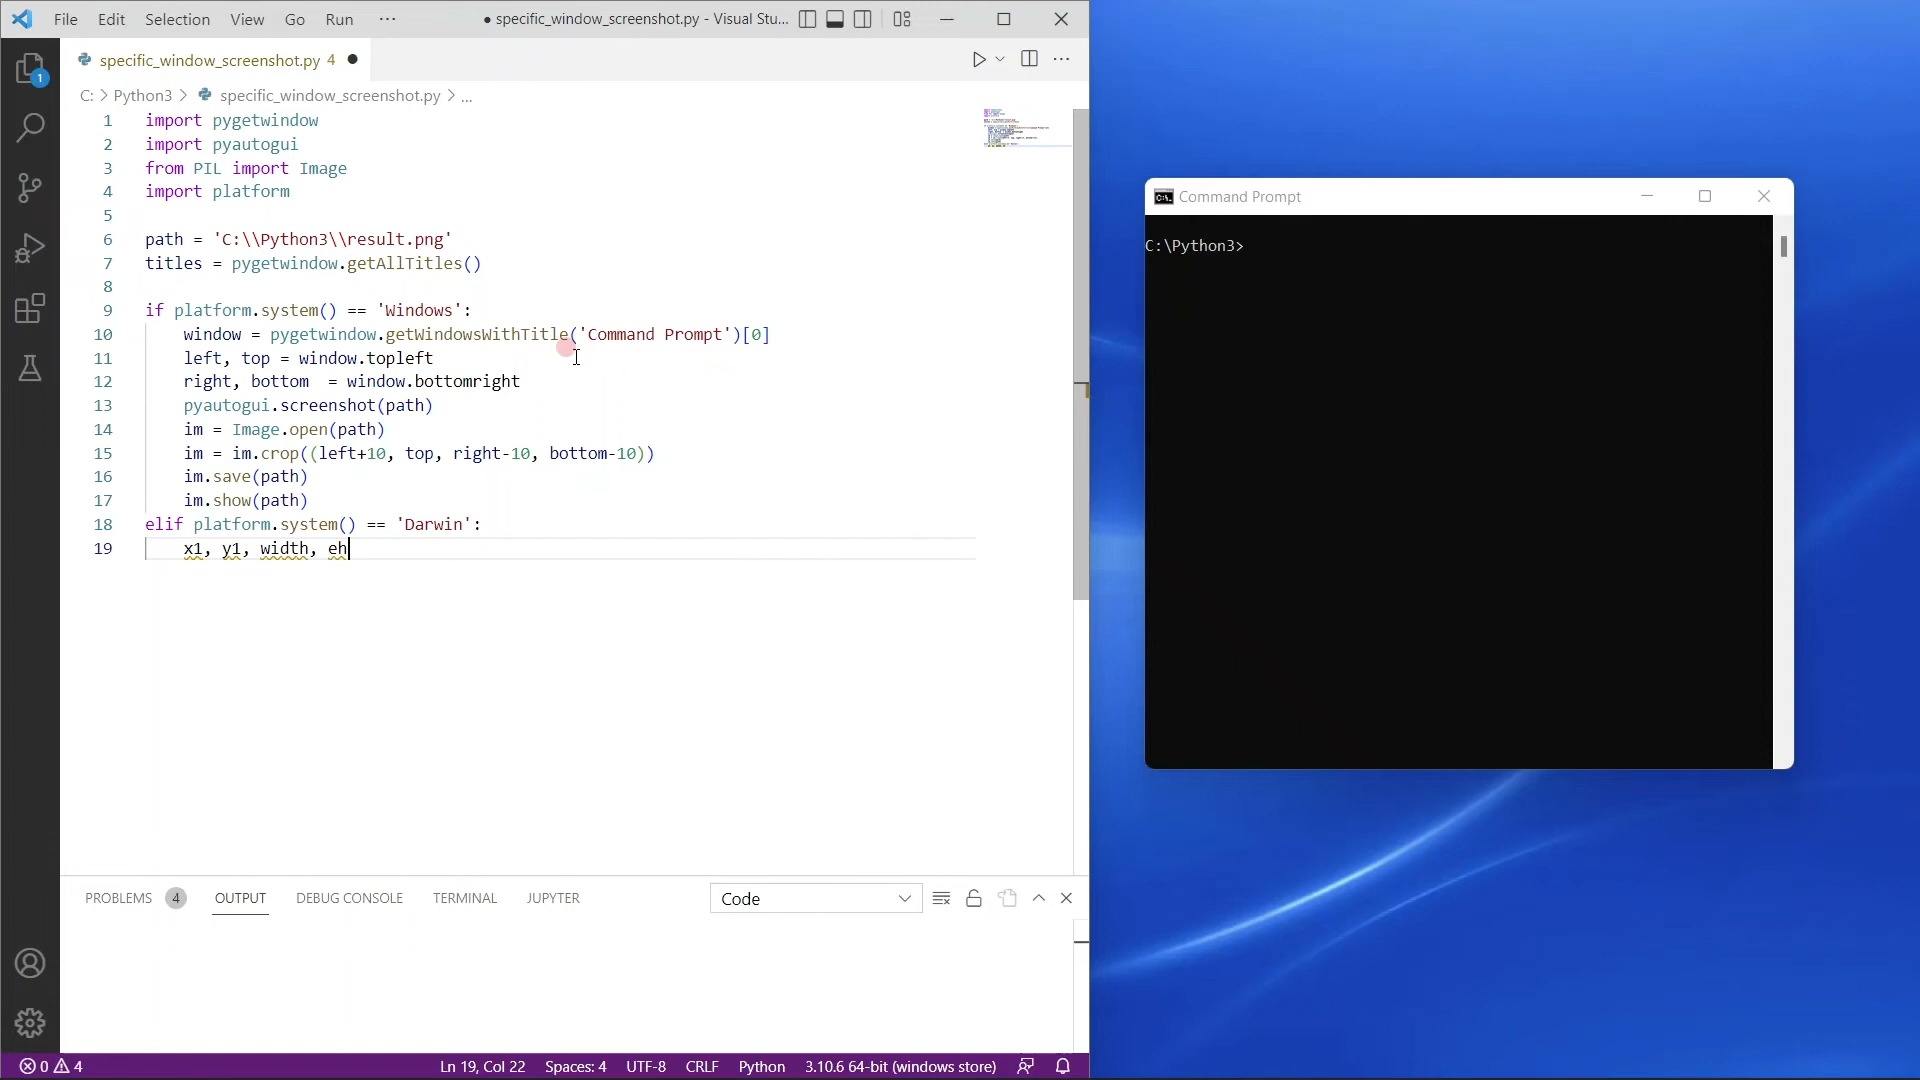 File Edit Selection View Go Run ··· ● specific_window_screenshot.py - Visual Stu...
specific_window_screenshot.py 4 ●
C: > Python3 > specific_window_screenshot.py > ...
1 import pygetwindow
2 import pyautogui
3 from PIL import Image
4 import platform
5
6 path = 'C:\\Python3\\result.png'
7 titles = pygetwindow.getAllTitles()
8
9 if platform.system() == 'Windows':
10 window = pygetwindow.getWindowsWithTitle('Command Prompt')[0]
11 left, top = window.topleft
12 right, bottom  = window.bottomright
13 pyautogui.screenshot(path)
14 im = Image.open(path)
15 im = im.crop((left+10, top, right-10, bottom-10))
16 im.save(path)
17 im.show(path)
18 elif platform.system() == 'Darwin':
19 x1, y1, width, eh
PROBLEMS 4 OUTPUT DEBUG CONSOLE TERMINAL JUPYTER Code
0 4 Ln 19, Col 22 Spaces: 4 UTF-8 CRLF Python 3.10.6 64-bit (windows store)
1
Command Prompt
C:\Python3>